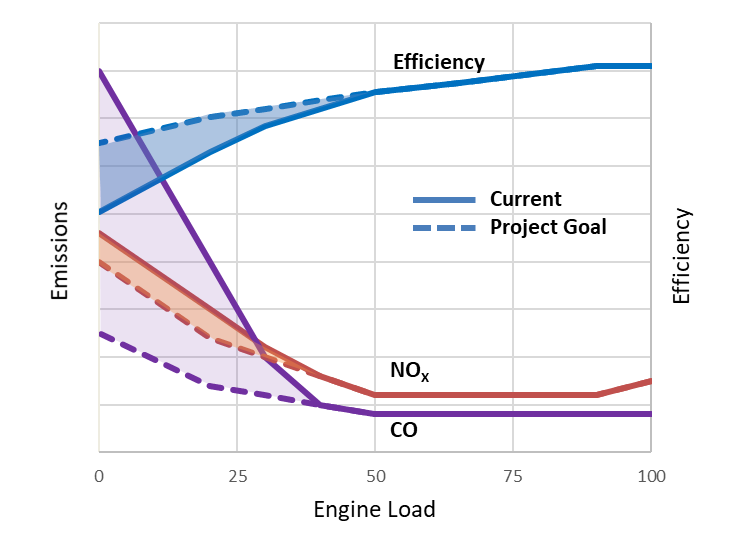 Efficiency
Current
Project Goal
Emissions
Efficiency
NOX
CO
0 25 50 75 100
Engine Load